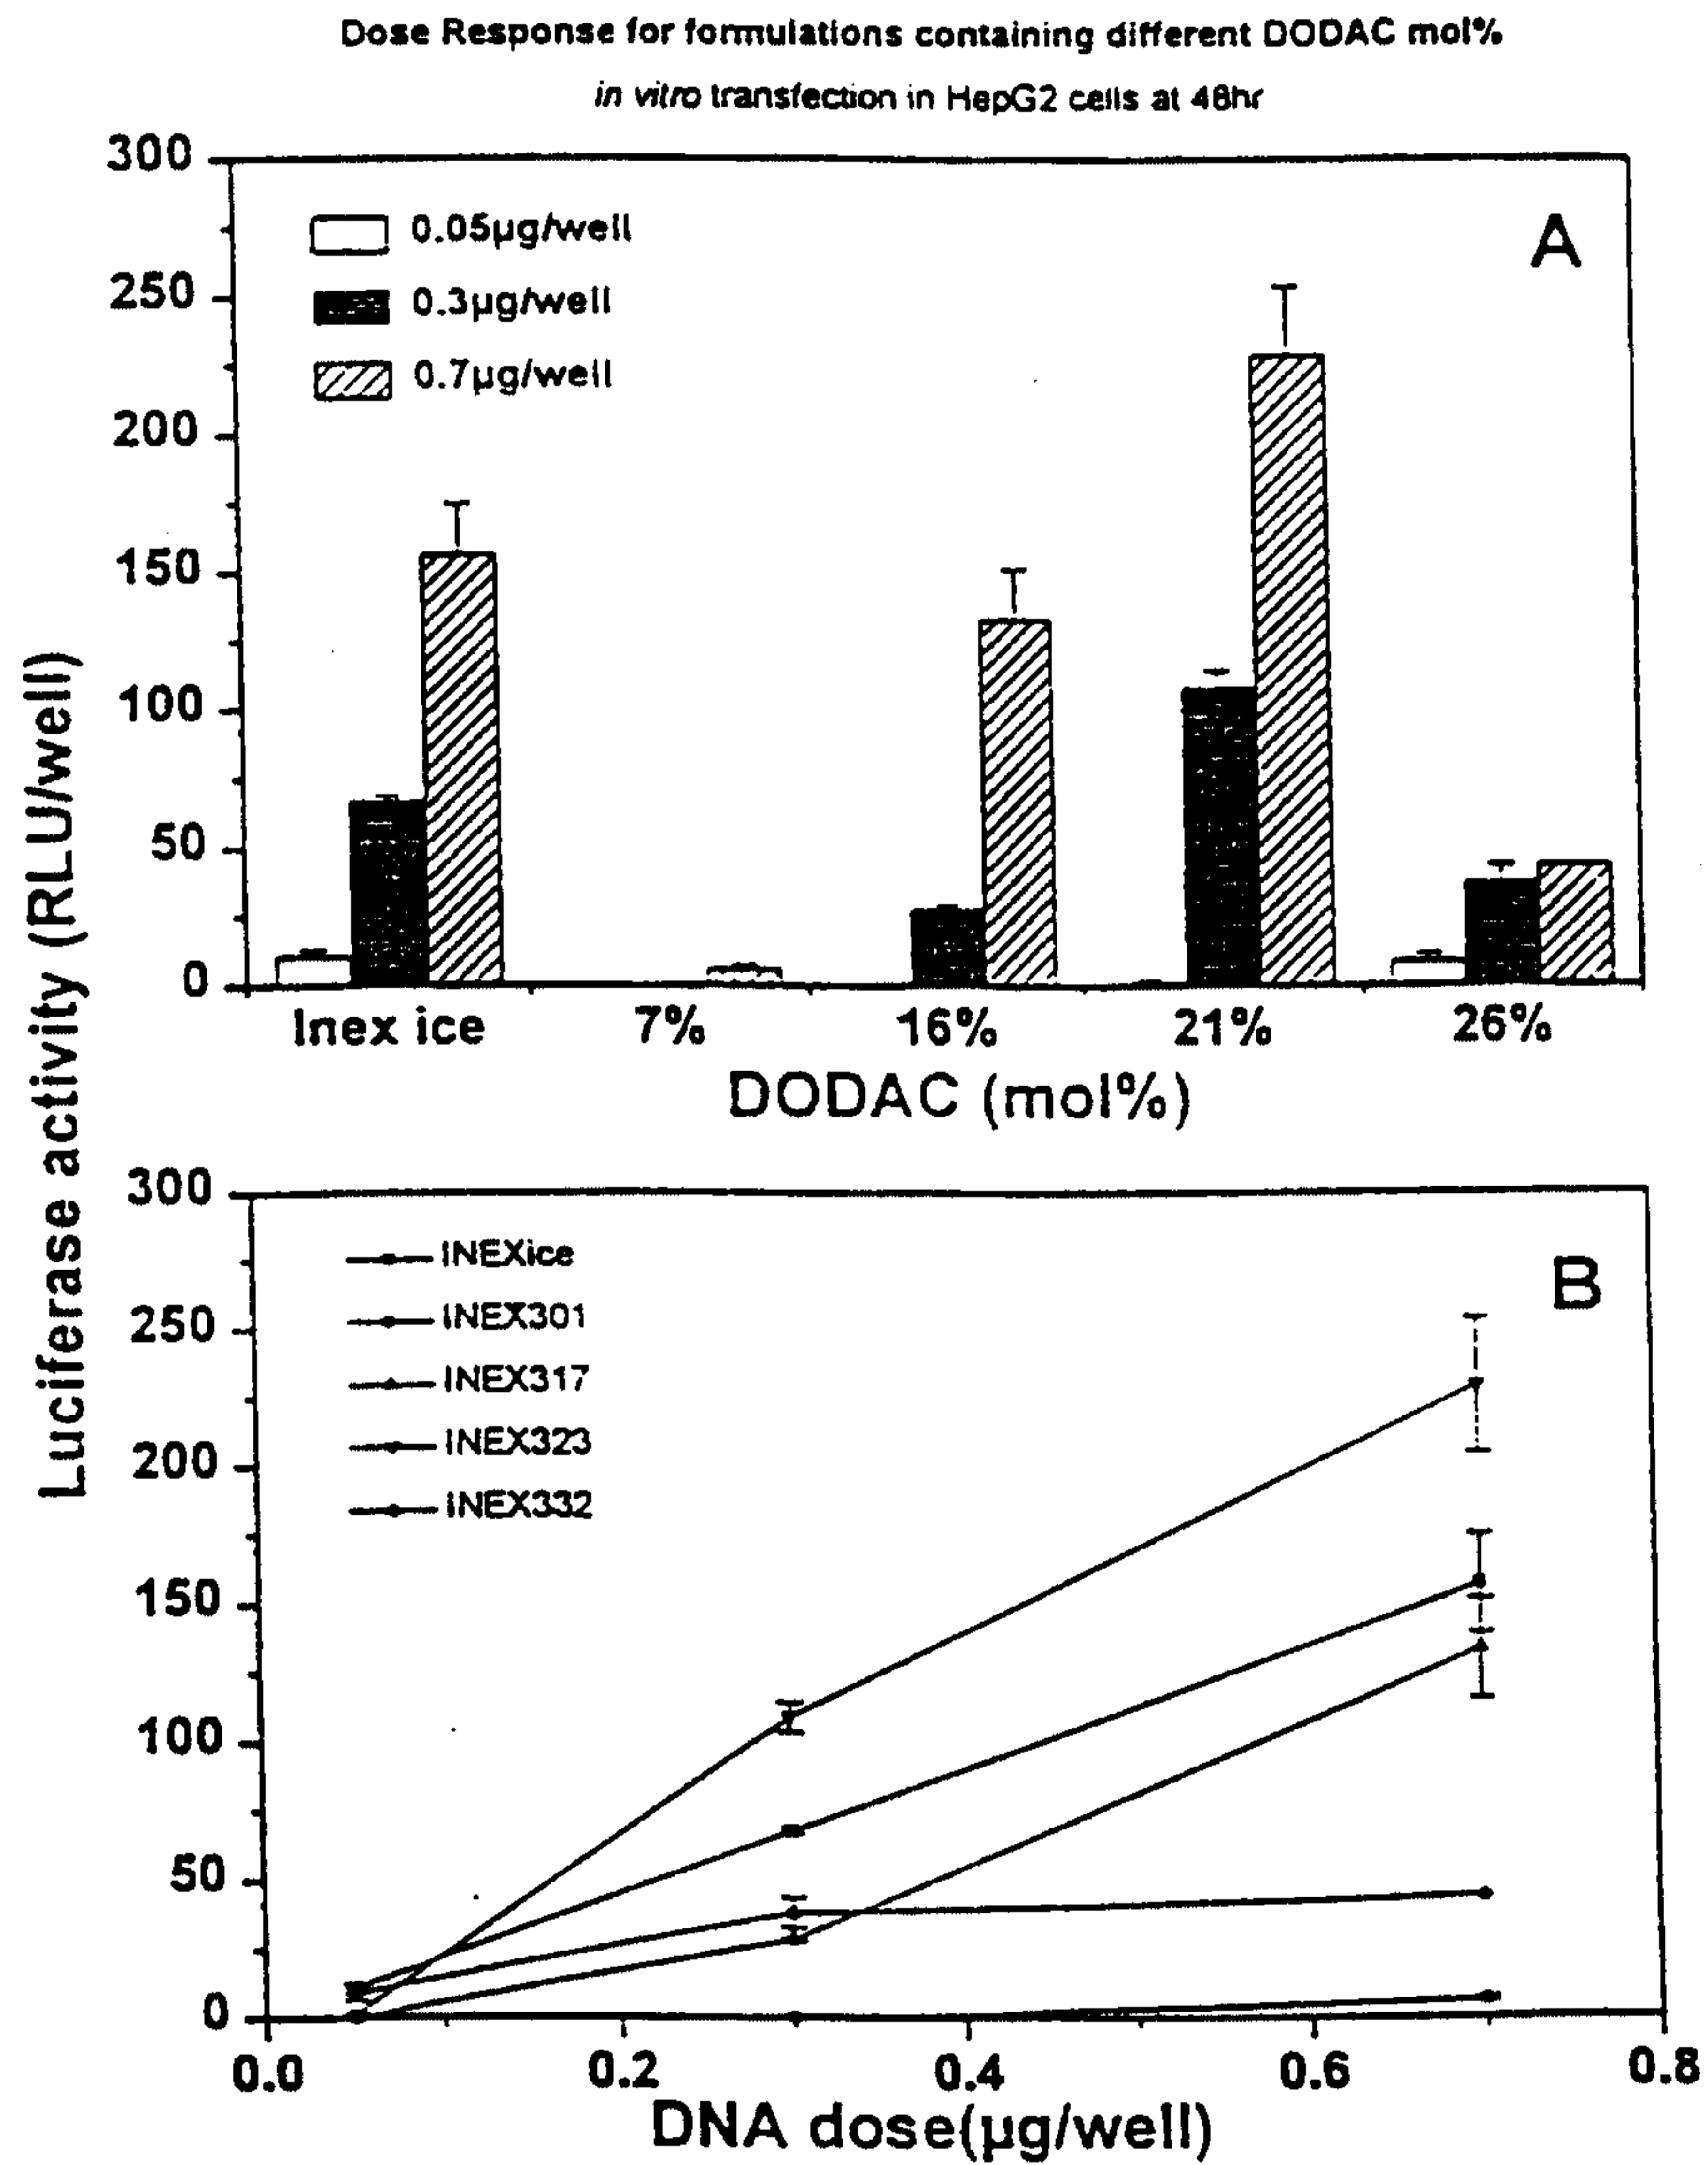 Dose Response for formulations containing different DODAC mol%
in vitro transfection in HepG2 cells at 48hr
300
250
200
150
100
50
0
0.05µg/well
0.3µg/well
0.7µg/well
A
Inex ice 7% 16% 21% 26%
DODAC (mol%)
Luciferase activity (RLU/well)
300
250
200
150
100
50
0
INEXice
INEX301
INEX317
INEX323
INEX332
B
0.0 0.2 0.4 0.6 0.8
DNA dose(µg/well)